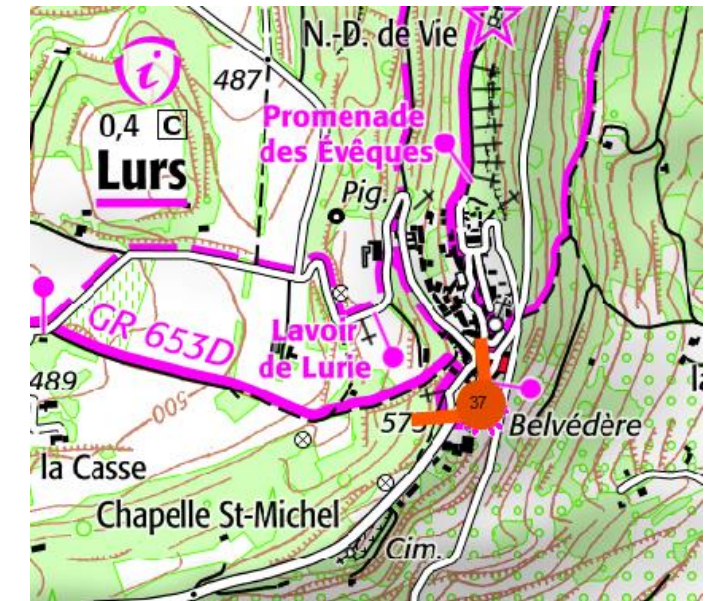 N.-D. de Vie
487
i
0,4 C
Lurs
Promenade
des Évêques
Pig.
GR 653D
Lavoir
de Lurie
489
500
37
Belvédère
la Casse
Chapelle St-Michel
Cim.